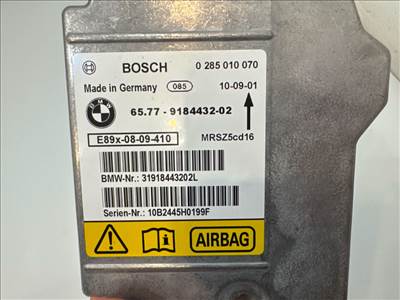 BOSCH 0 285 010 070
Made in Germany 085 10-09-01
BMW 65.77 - 9184432-02
E89x-08-09-410 MRSZ5cd16
BMW-Nr.: 31918443202L
Serien-Nr.: 10B2445H0199F
AIRBAG